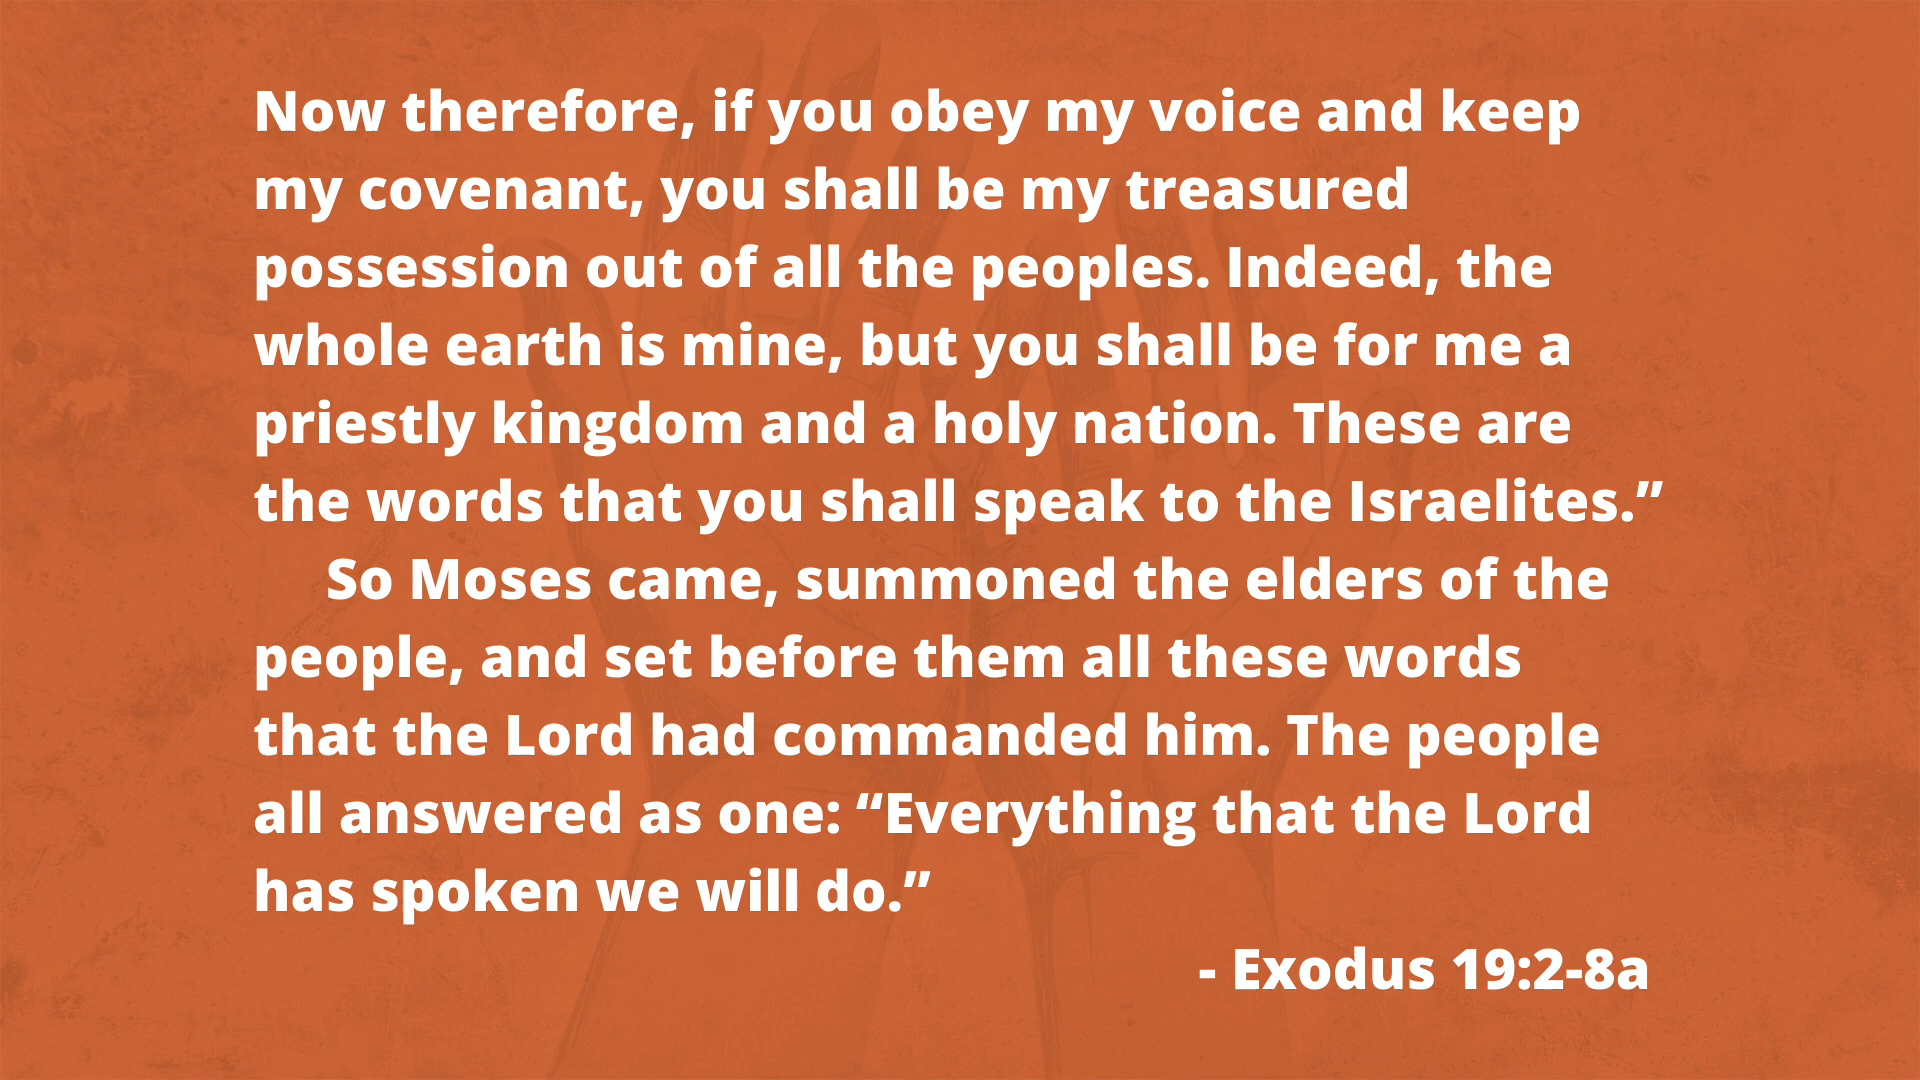 Now therefore, if you obey my voice and keep
my covenant, you shall be my treasured
possession out of all the peoples. Indeed, the
whole earth is mine, but you shall be for me a
priestly kingdom and a holy nation. These are
the words that you shall speak to the Israelites.”
So Moses came, summoned the elders of the
people, and set before them all these words
that the Lord had commanded him. The people
all answered as one: “Everything that the Lord
has spoken we will do.”
- Exodus 19:2-8a